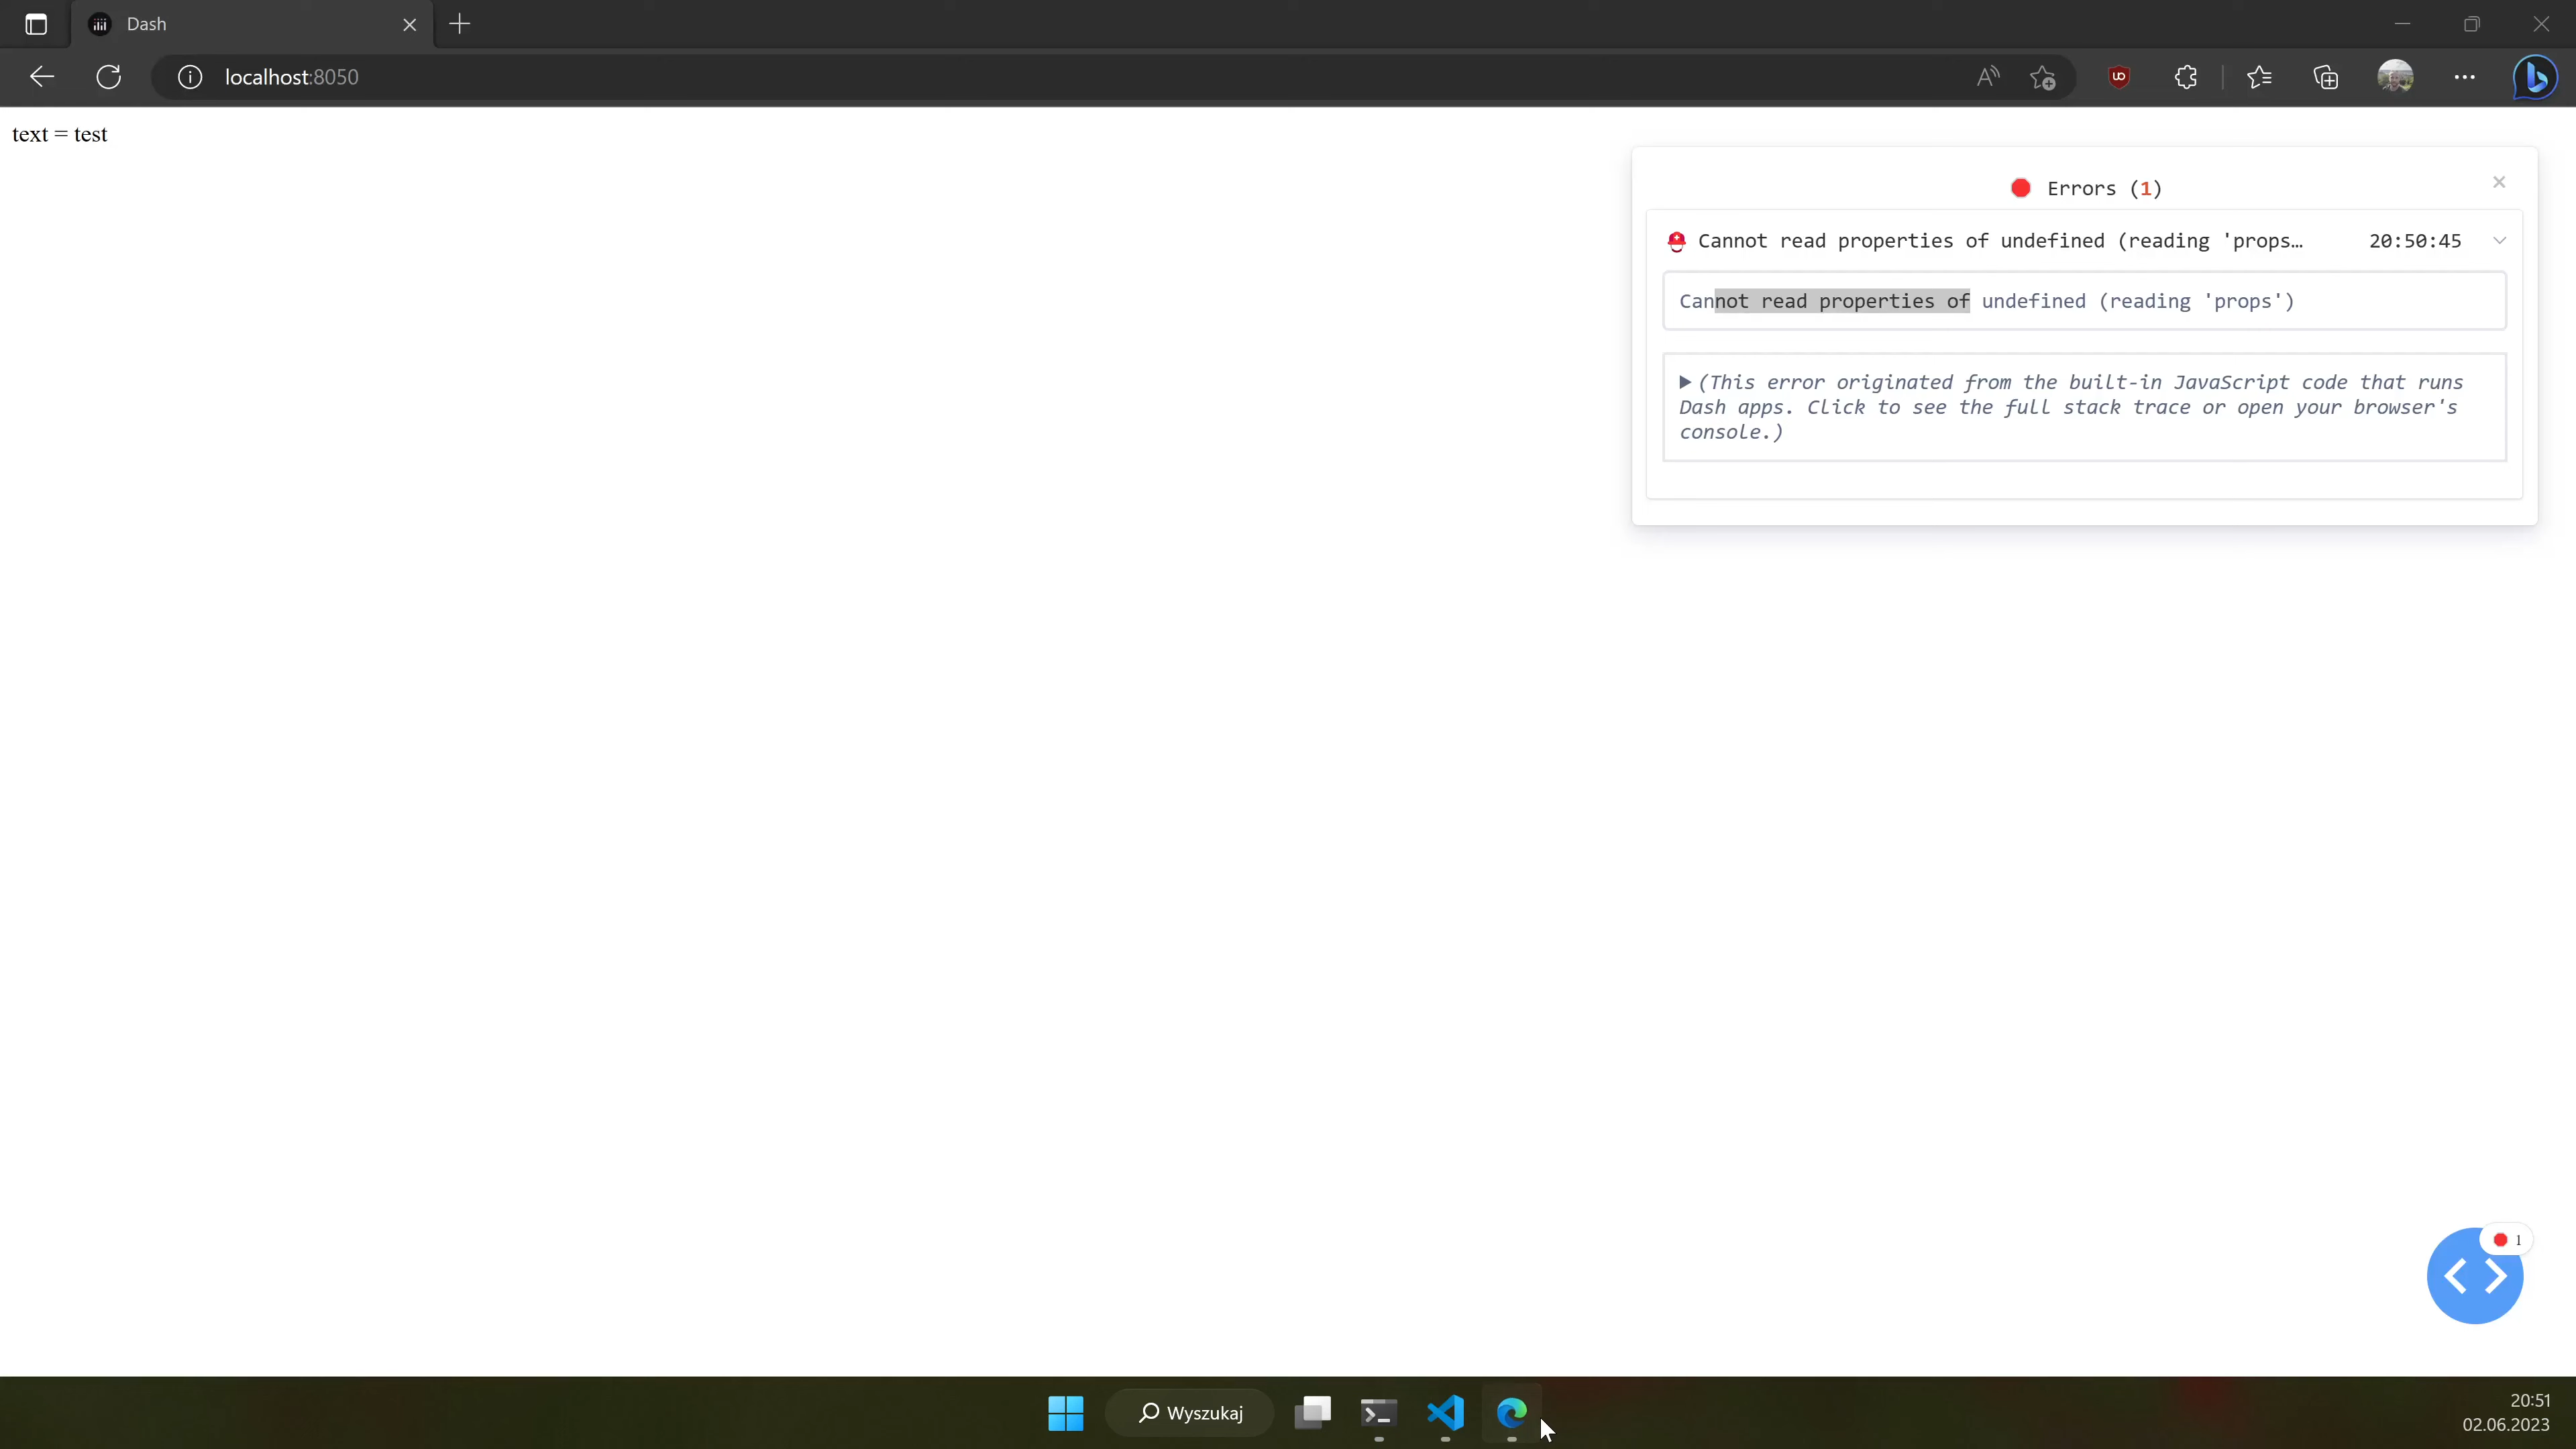 Dash
localhost:8050
text = test
Errors (1)
⛑️ Cannot read properties of undefined (reading 'props… 20:50:45
Cannot read properties of undefined (reading 'props')
▶(This error originated from the built-in JavaScript code that runs
Dash apps. Click to see the full stack trace or open your browser's
console.)
1
Wyszukaj
20:51
02.06.2023